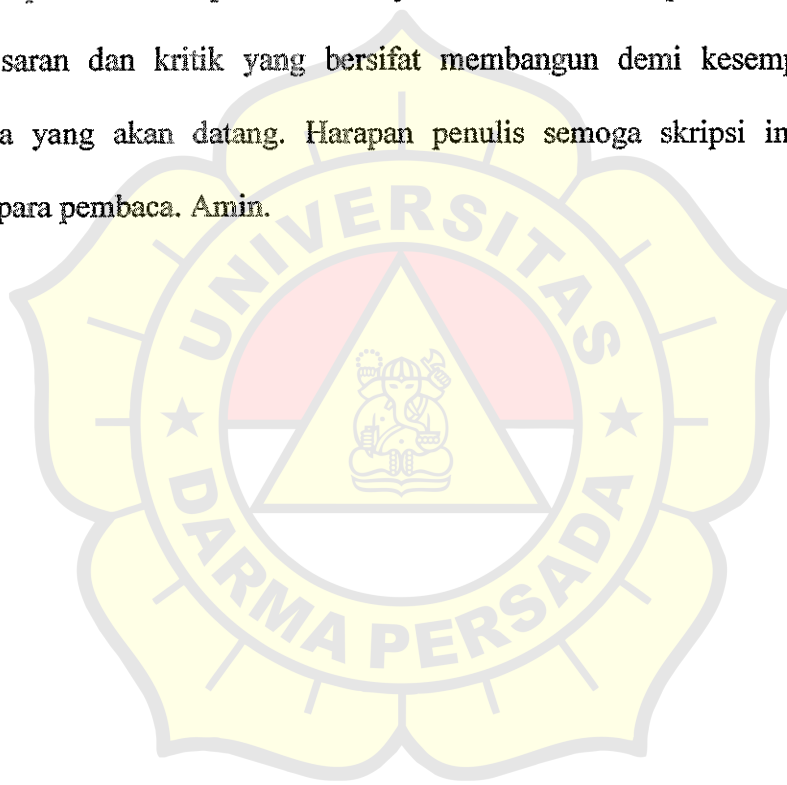 saran dan kritik yang bersifat membangun demi kesemp
a yang akan datang. Harapan penulis semoga skripsi in
para pembaca. Amin.
UNIVERSITAS
DARMA PERSADA